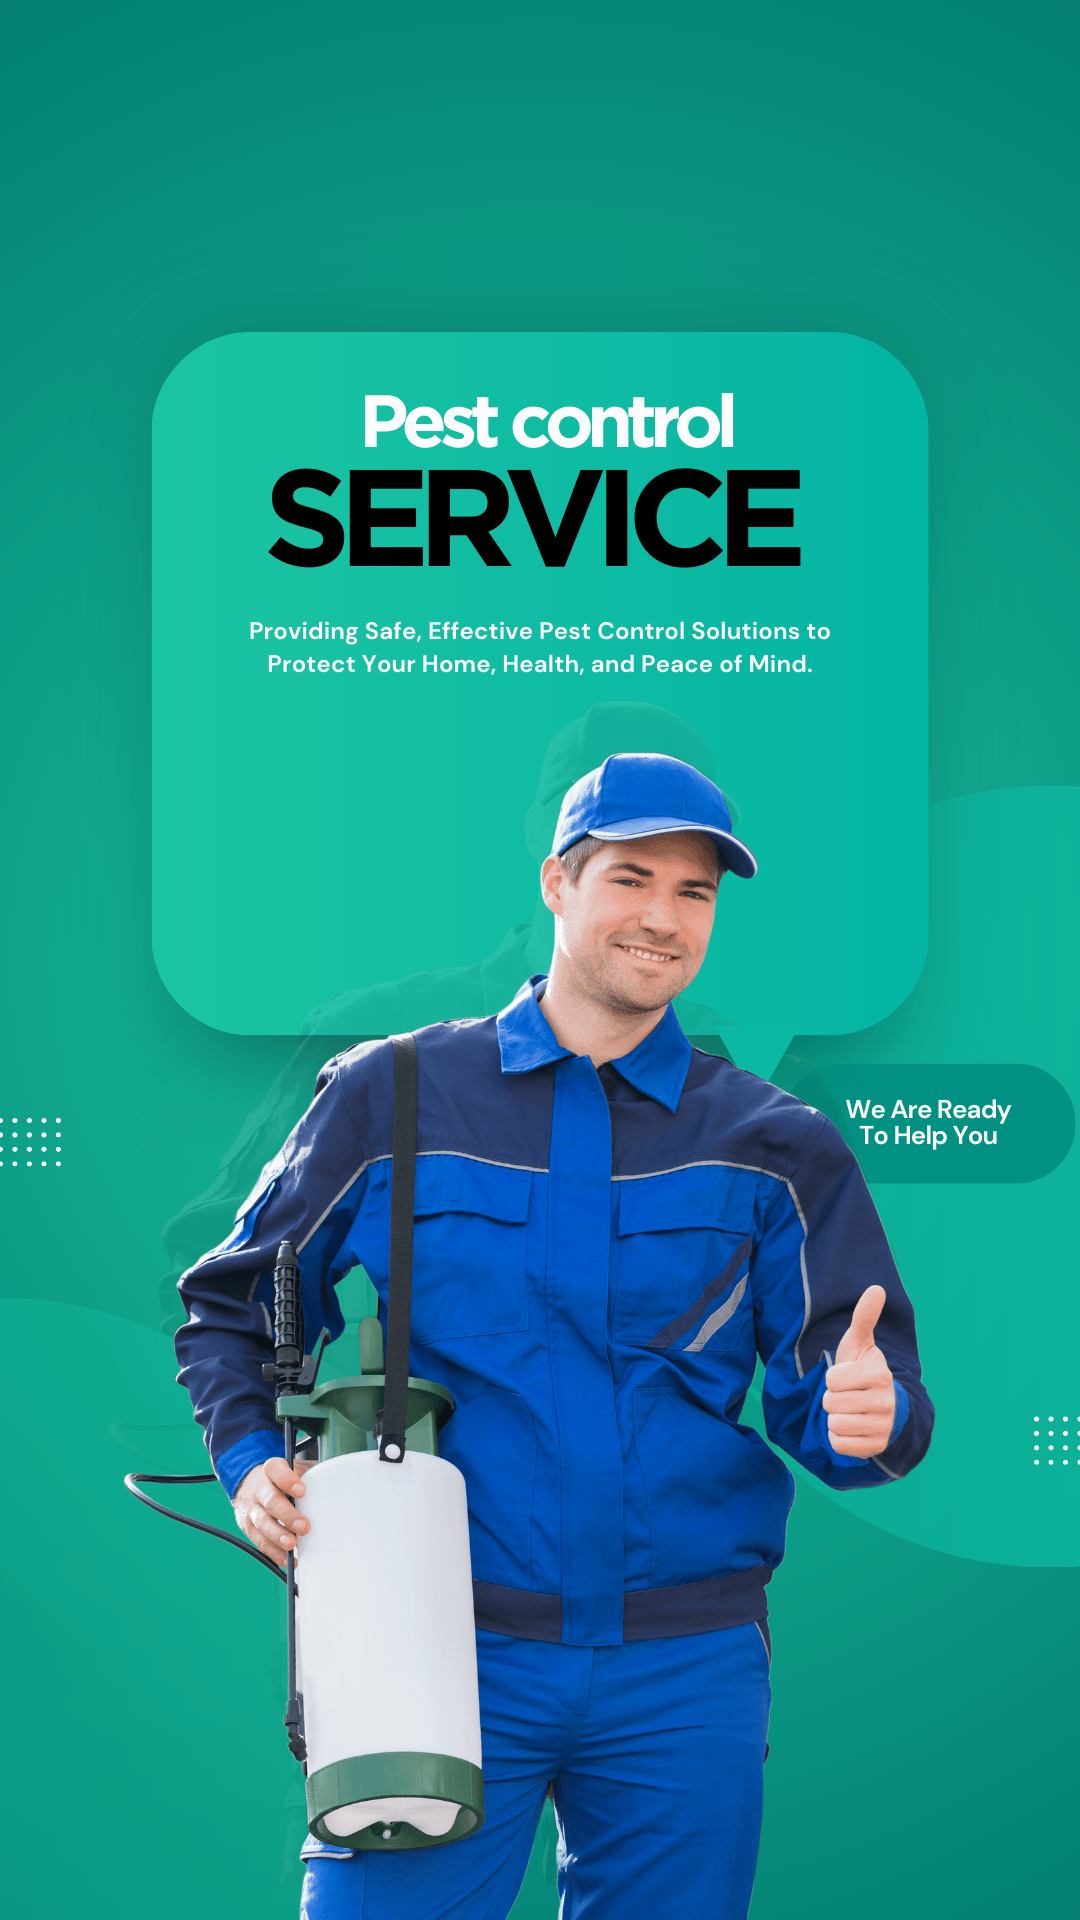 Pest control
SERVICE
Providing Safe, Effective Pest Control Solutions to
Protect Your Home, Health, and Peace of Mind.
We Are Ready
To Help You